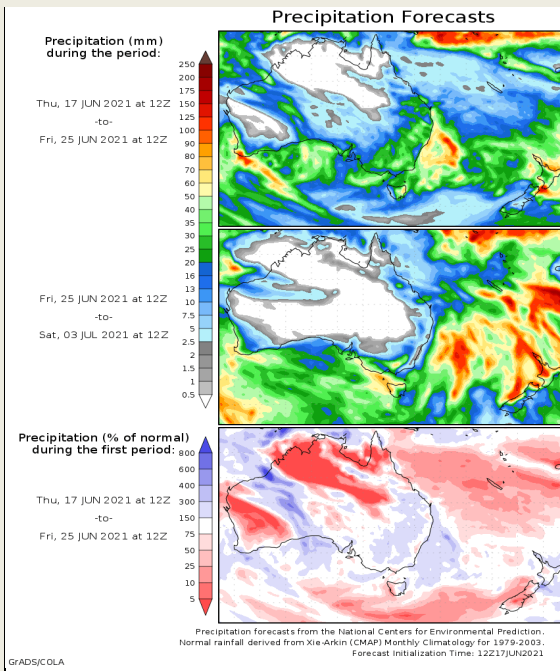 Precipitation Forecasts
Precipitation (mm)
during the period:
Thu, 17 JUN 2021 at 12Z
-to-
Fri, 25 JUN 2021 at 12Z
250
200
175
150
125
100
90
80
70
60
50
40
35
30
25
20
16
13
10
7.5
5
2.5
2
1.5
1
0.5
Fri, 25 JUN 2021 at 12Z
-to-
Sat, 03 JUL 2021 at 12Z
Precipitation (% of normal)
during the first period:
Thu, 17 JUN 2021 at 12Z
-to-
Fri, 25 JUN 2021 at 12Z
800
600
400
300
150
75
50
25
10
5
Precipitation forecasts from the National Centers for Environmental Prediction.
Normal rainfall derived from Xie-Arkin (CMAP) Monthly Climatology for 1979-2003.
Forecast Initialization Time: 12Z17JUN2021
GrADS/COLA